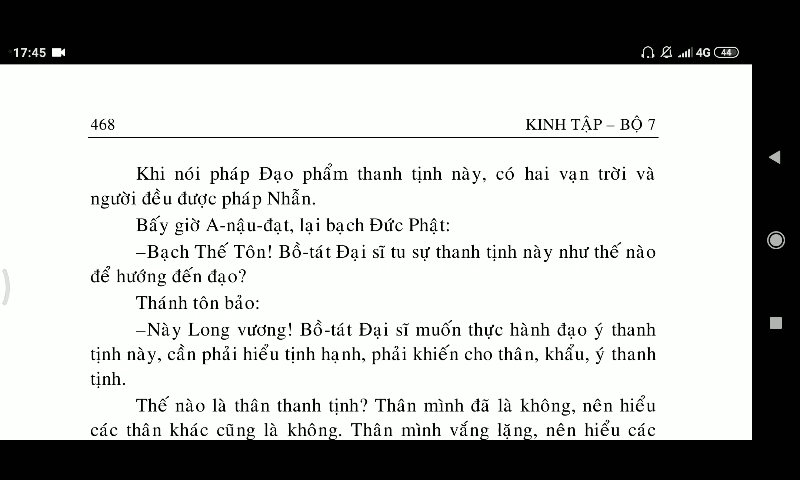 17:45
4G 44
468 KINH TẬP – BỘ 7
Khi nói pháp Đạo phẩm thanh tịnh này, có hai vạn trời và
người đều được pháp Nhẫn.
Bấy giờ A-nậu-đạt, lại bạch Đức Phật:
–Bạch Thế Tôn! Bồ-tát Đại sĩ tu sự thanh tịnh này như thế nào
để hướng đến đạo?
Thánh tôn bảo:
–Này Long vương! Bồ-tát Đại sĩ muốn thực hành đạo ý thanh
tịnh này, cần phải hiểu tịnh hạnh, phải khiến cho thân, khẩu, ý thanh
tịnh.
Thế nào là thân thanh tịnh? Thân mình đã là không, nên hiểu
các thân khác cũng là không. Thân mình vắng lặng, nên hiểu các